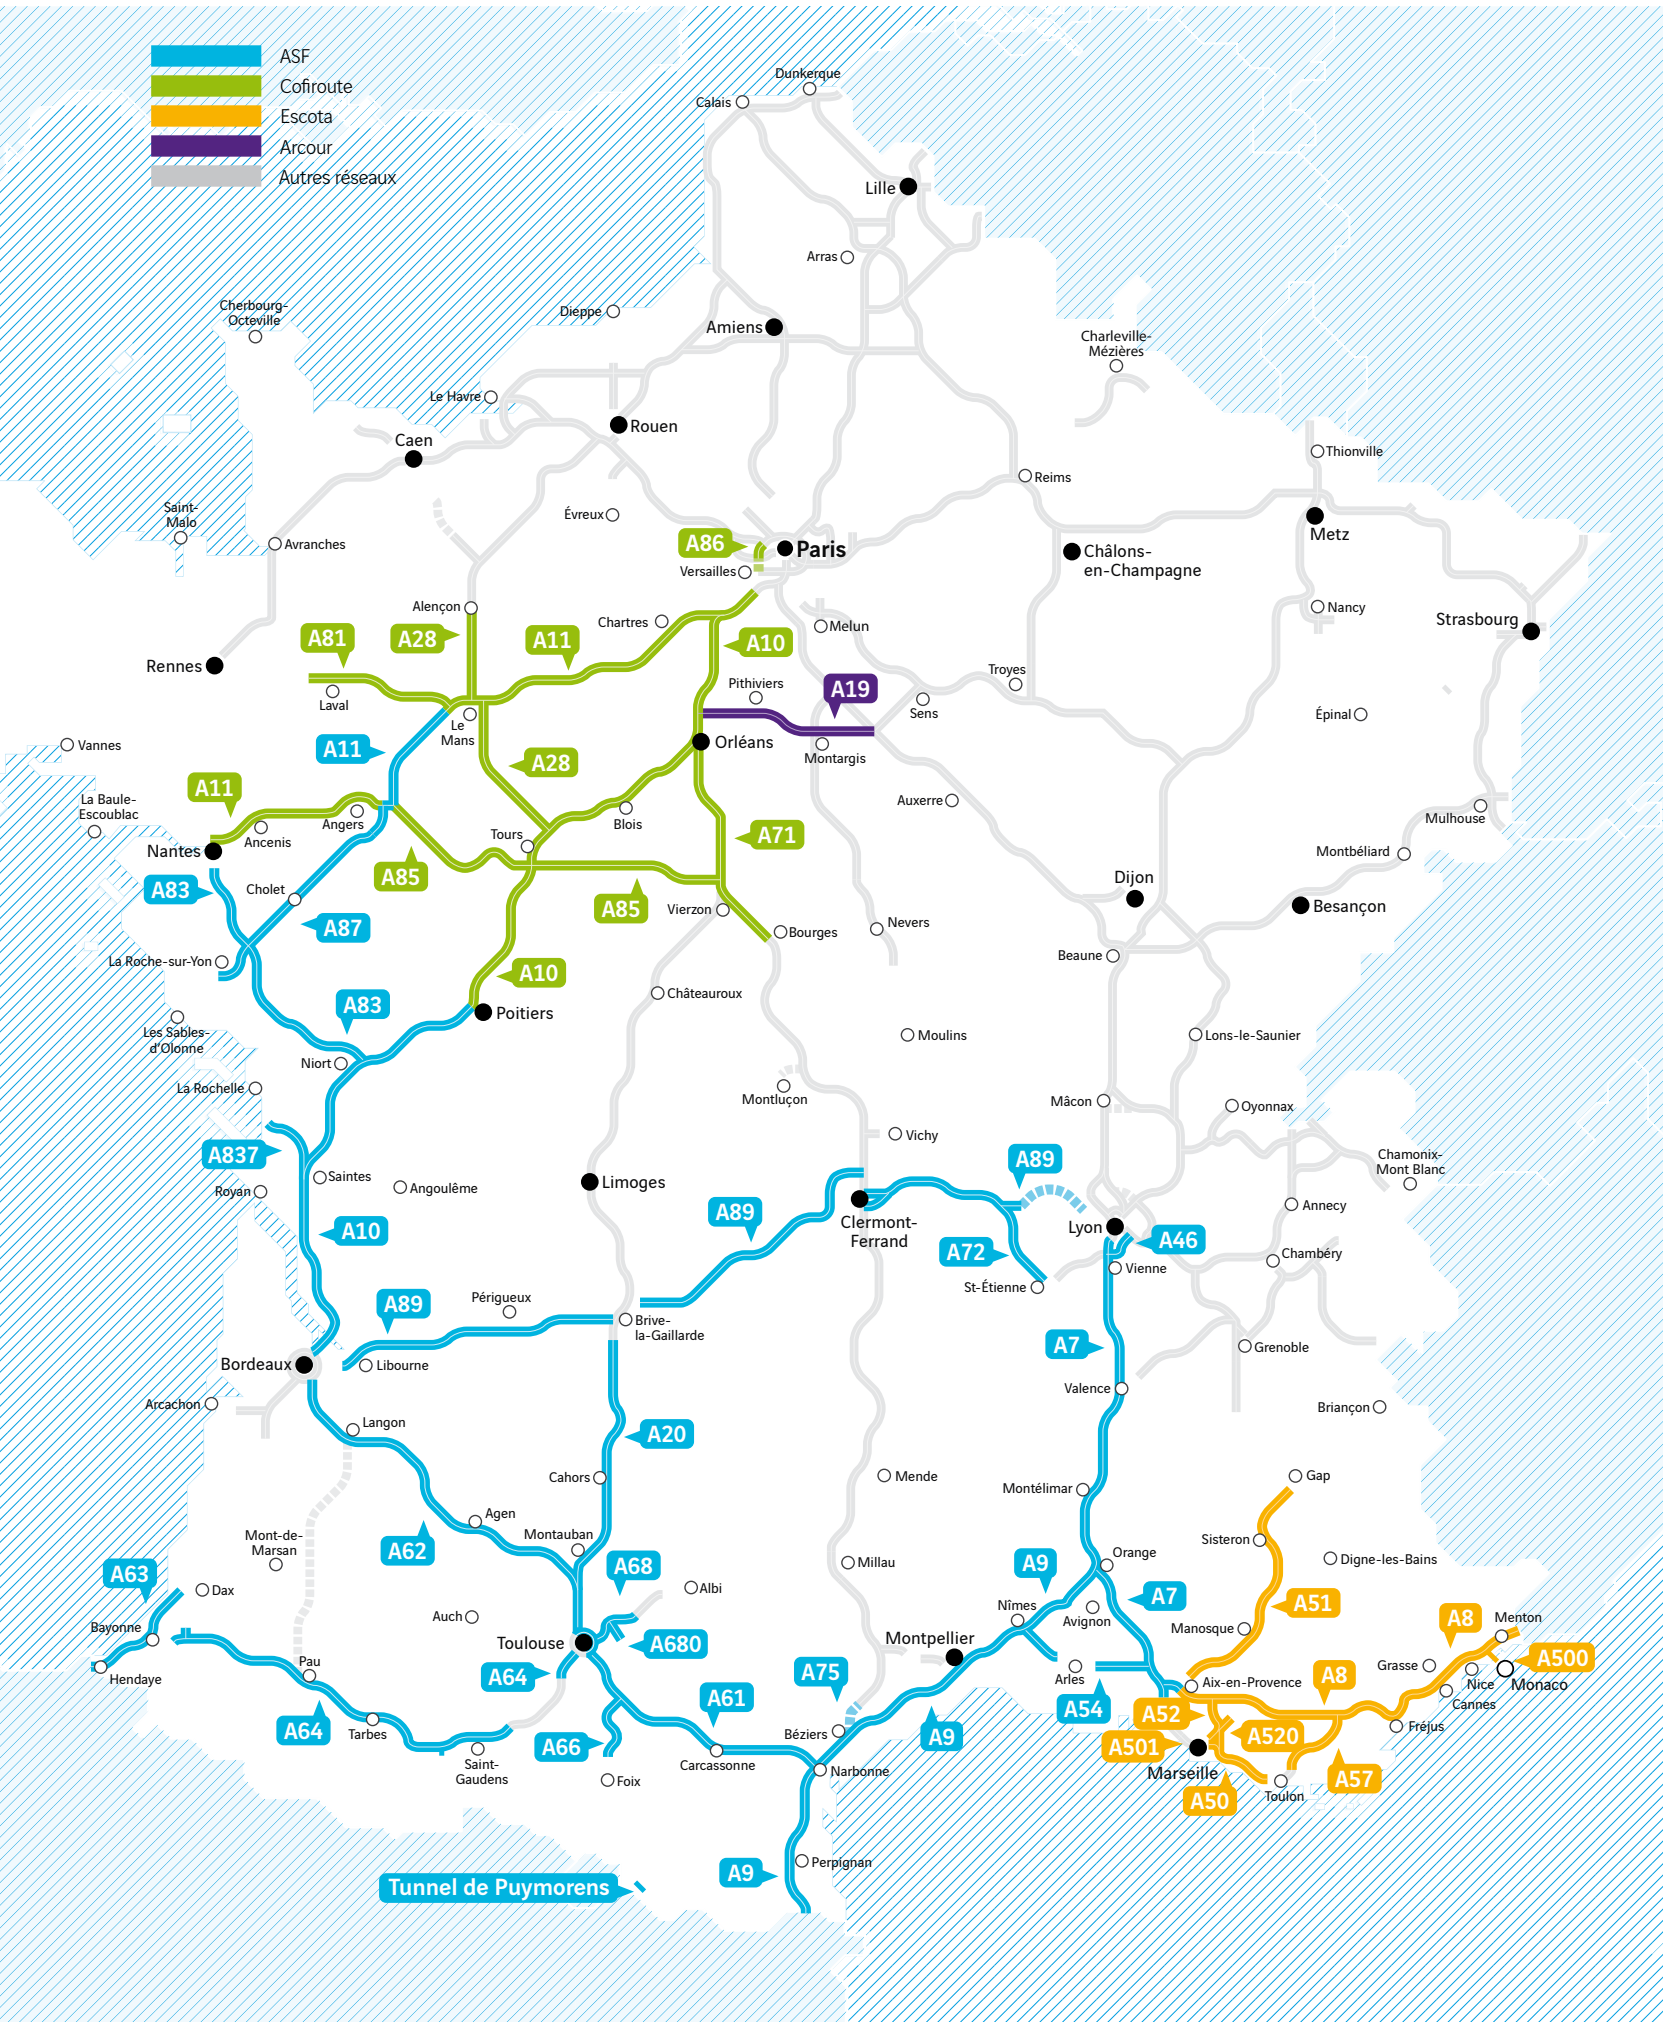 ASF
Cofiroute
Escota
Arcour
Autres réseaux
Dunkerque
Calais
Lille
Arras
Cherbourg-
Octeville
Dieppe
Amiens
Charleville-
Mézières
Le Havre
Rouen
Caen
Thionville
Reims
Saint-
Malo
Évreux
Metz
Avranches
A86
Paris
Châlons-
en-Champagne
Versailles
Alençon
Chartres
Melun
Nancy
Strasbourg
A81
A28
A11
A10
Rennes
Troyes
Pithiviers
A19
Laval
Sens
Épinal
Le
Mans
Vannes
A11
Orléans
Montargis
A28
A11
La Baule-
Escoublac
Auxerre
Angers
Blois
Mulhouse
Ancenis
Tours
A71
Nantes
Montbéliard
A85
Dijon
A83
Cholet
A85
Vierzon
Besançon
A87
Nevers
Bourges
Beaune
La Roche-sur-Yon
A10
Châteauroux
A83
Poitiers
Les Sables-
d'Olonne
Moulins
Lons-le-Saunier
Niort
La Rochelle
Montluçon
Mâcon
Oyonnax
Vichy
A837
A89
Chamonix-
Mont Blanc
Saintes
Royan
Angoulême
Limoges
Annecy
A89
Clermont-
Ferrand
Lyon
A10
A46
A72
Chambéry
Vienne
St-Étienne
Périgueux
A89
Brive-
la-Gaillarde
A7
Grenoble
Bordeaux
Libourne
Valence
Arcachon
Briançon
Langon
A20
Cahors
Mende
Gap
Montélimar
Agen
Montauban
Sisteron
Mont-de-
Marsan
A62
Orange
A68
A9
Millau
Digne-les-Bains
A63
Dax
Albi
A7
A51
Nîmes
Auch
Avignon
A8
Menton
Bayonne
Manosque
Toulouse
A680
Montpellier
A500
Pau
Grasse
Hendaye
A64
A75
Arles
Aix-en-Provence
A8
Nice
Monaco
A61
A54
Cannes
A52
A64
Tarbes
Béziers
A9
Fréjus
A66
A501
A520
Saint-
Gaudens
Carcassonne
Narbonne
Marseille
A57
Foix
A50
Toulon
Perpignan
A9
Tunnel de Puymorens